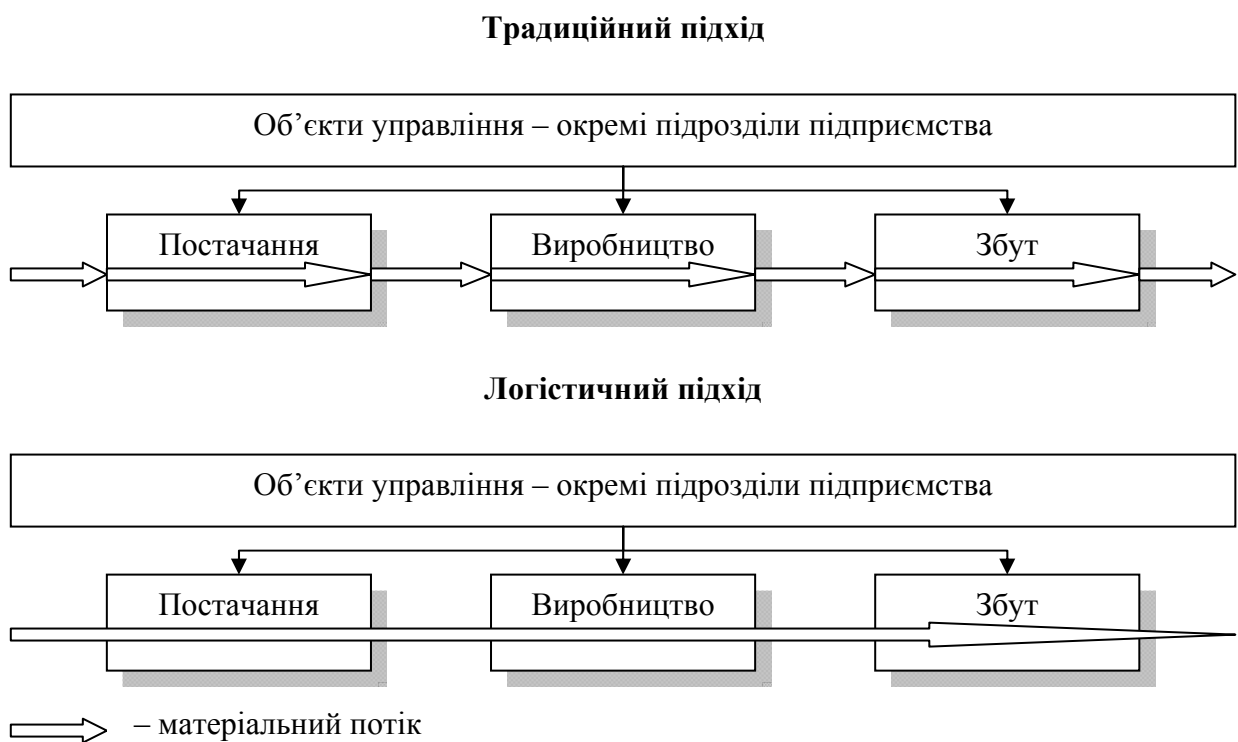 Традиційний підхід
Об’єкти управління – окремі підрозділи підприємства
Постачання
Виробництво
Збут
Логістичний підхід
Об’єкти управління – окремі підрозділи підприємства
Постачання
Виробництво
Збут
– матеріальний потік